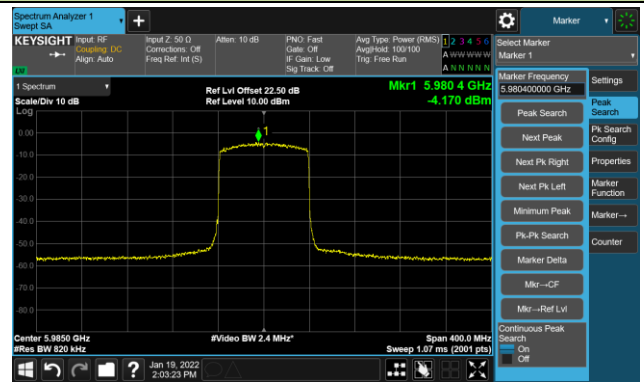 Spectrum Analyzer 1
Swept SA
Marker
KEYSIGHT
Input: RF
Coupling: DC
Align: Auto
Input Z: 50 Ω
Corrections: Off
Freq Ref: Int (S)
Atten: 10 dB
PNO: Fast
Gate: Off
IF Gain: Low
Sig Track: Off
Avg Type: Power (RMS)
Avg|Hold: 100/100
Trig: Free Run
1 2 3 4 5 6
A W W W W W
A N N N N N
LW
Select Marker
Marker 1
1 Spectrum
Scale/Div 10 dB
Log
Ref Lvl Offset 22.50 dB
Ref Level 10.00 dBm
Mkr1 5.980 4 GHz
-4.170 dBm
1
0.00
-10.0
-20.0
-30.0
-40.0
-50.0
-60.0
-70.0
-80.0
Center 5.9850 GHz
#Res BW 820 kHz
#Video BW 2.4 MHz*
Span 400.0 MHz
Sweep 1.07 ms (2001 pts)
Marker Frequency
5.980400000 GHz
Peak Search
Next Peak
Next Pk Right
Next Pk Left
Minimum Peak
Pk-Pk Search
Marker Delta
Mkr→CF
Mkr→Ref Lvl
Continuous Peak
Search
On
Off
Settings
Peak
Search
Pk Search
Config
Properties
Marker
Function
Marker→
Counter
?
Jan 19, 2022
2:03:23 PM